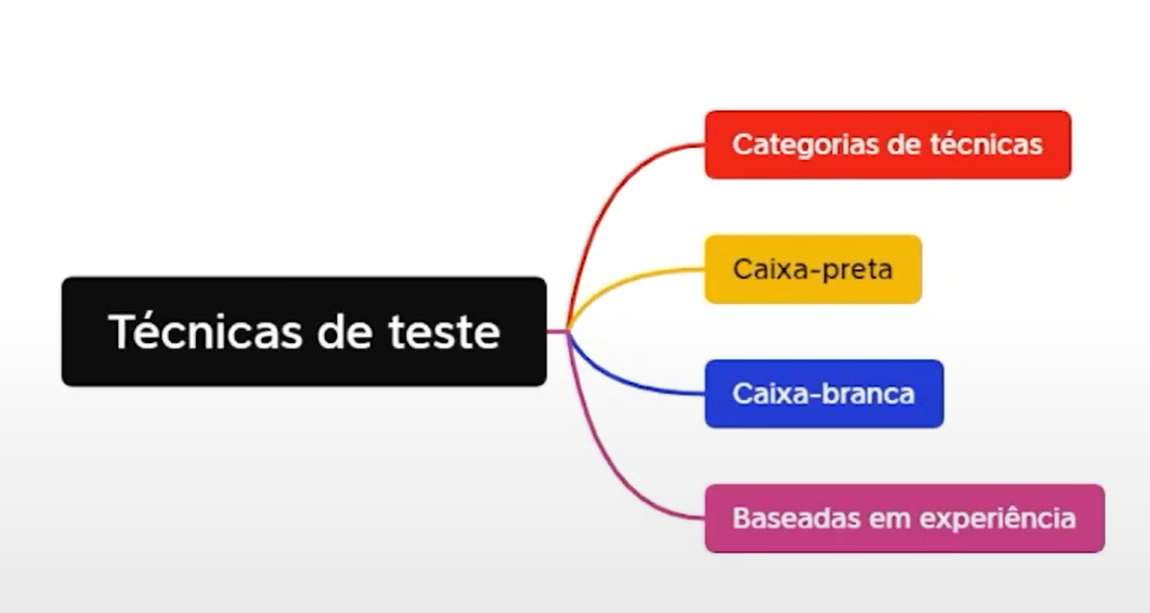 Categorias de técnicas
Caixa-preta
Técnicas de teste
Caixa-branca
Baseadas em experiência